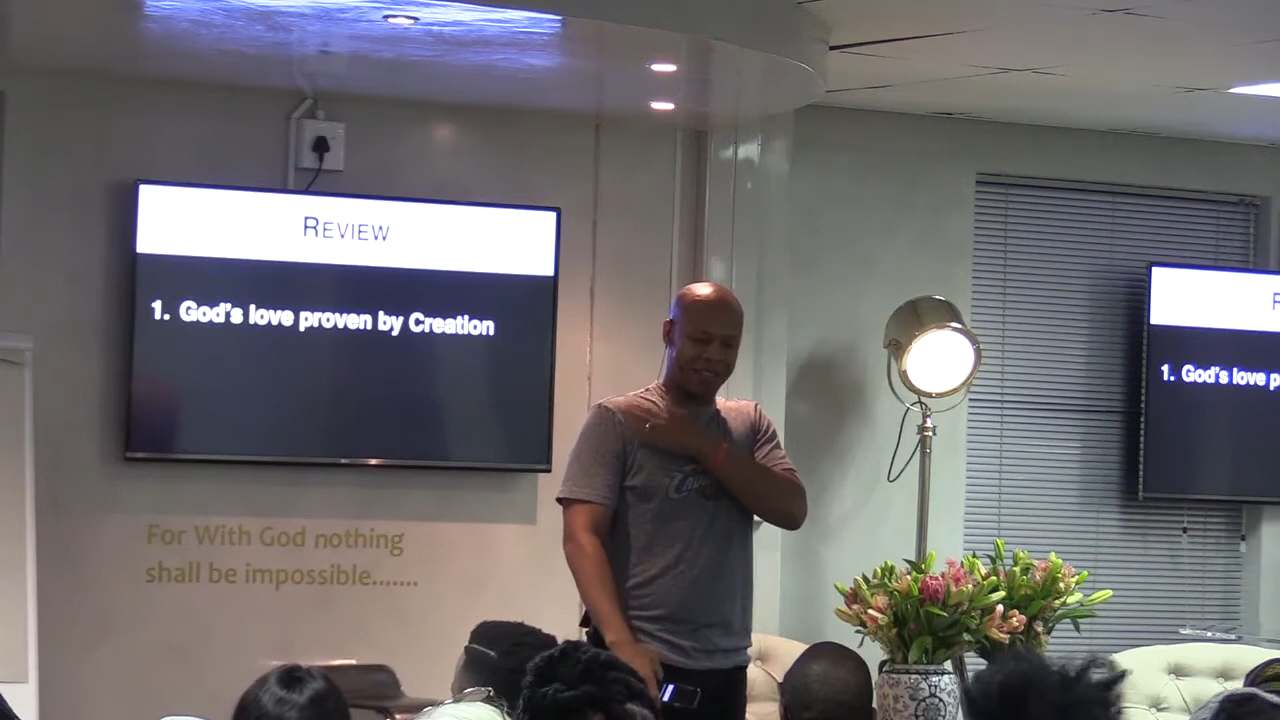 REVIEW
1. God's love proven by Creation
For With God nothing
shall be impossible.......
1. God's love p